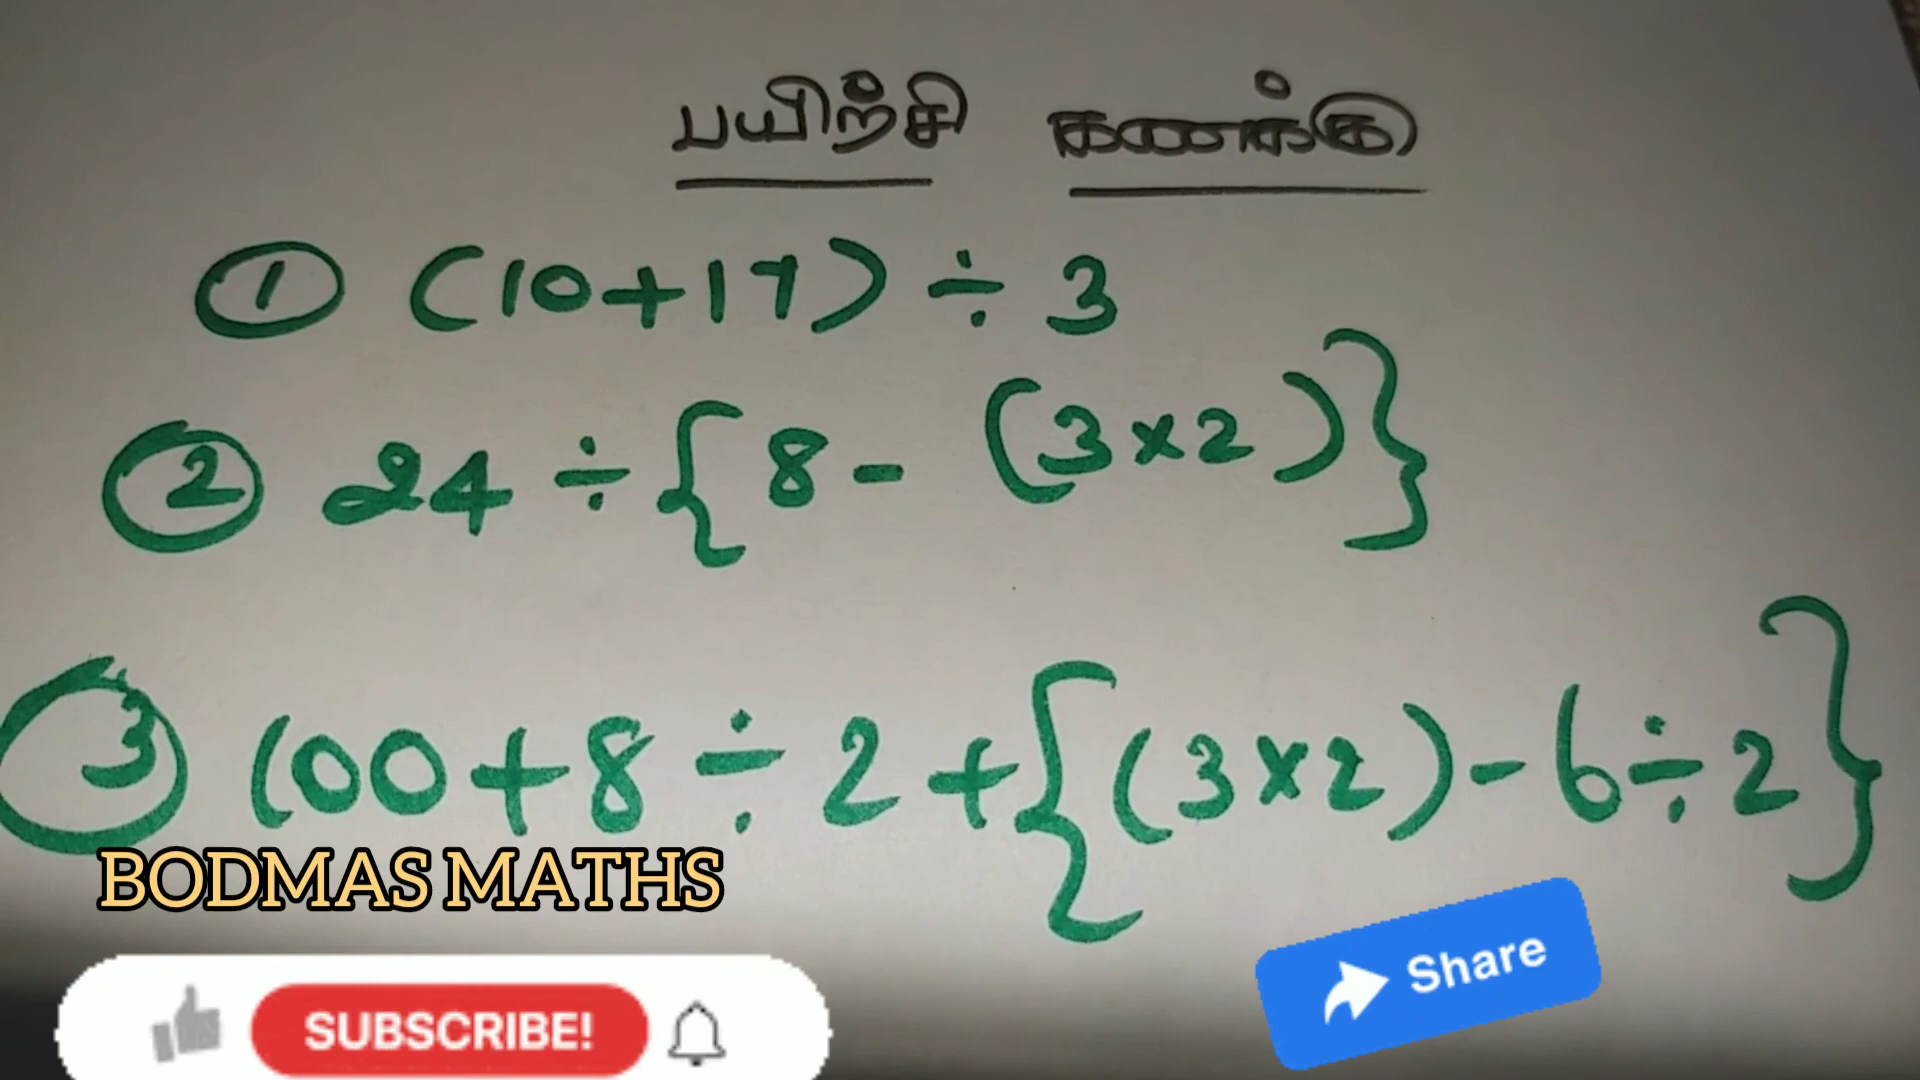 பயிற்சி கணக்கு
① (10+17) ÷ 3
② 24 ÷ { 8 - (3×2) }
③ 100 + 8 ÷ 2 + { (3×2) - 6 ÷ 2 }
BODMAS MATHS
SUBSCRIBE!
Share